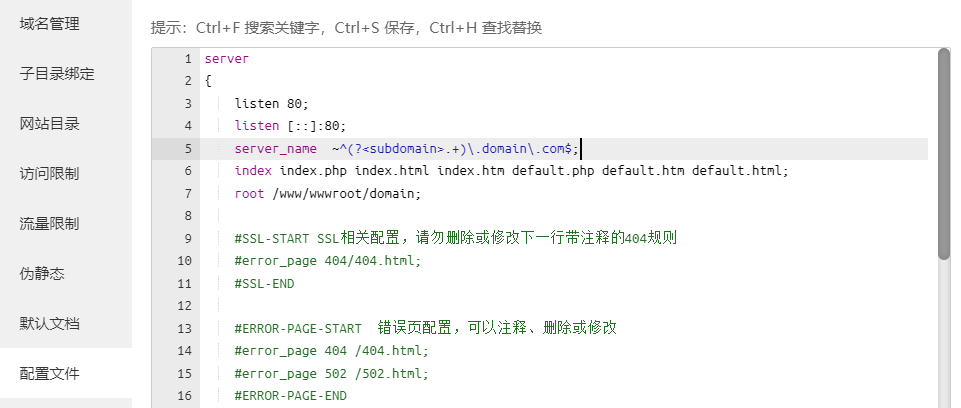 域名管理
子目录绑定
网站目录
访问限制
流量限制
伪静态
默认文档
配置文件
提示：Ctrl+F 搜索关键字，Ctrl+S 保存，Ctrl+H 查找替换
1 server
2 {
3     listen 80;
4     listen [::]:80;
5     server_name  ~^(?<subdomain>.+)\.domain\.com$;
6     index index.php index.html index.htm default.php default.htm default.html;
7     root /www/wwwroot/domain;
8
9     #SSL-START SSL相关配置，请勿删除或修改下一行带注释的404规则
10     #error_page 404/404.html;
11     #SSL-END
12
13     #ERROR-PAGE-START  错误页配置，可以注释、删除或修改
14     #error_page 404 /404.html;
15     #error_page 502 /502.html;
16     #ERROR-PAGE-END